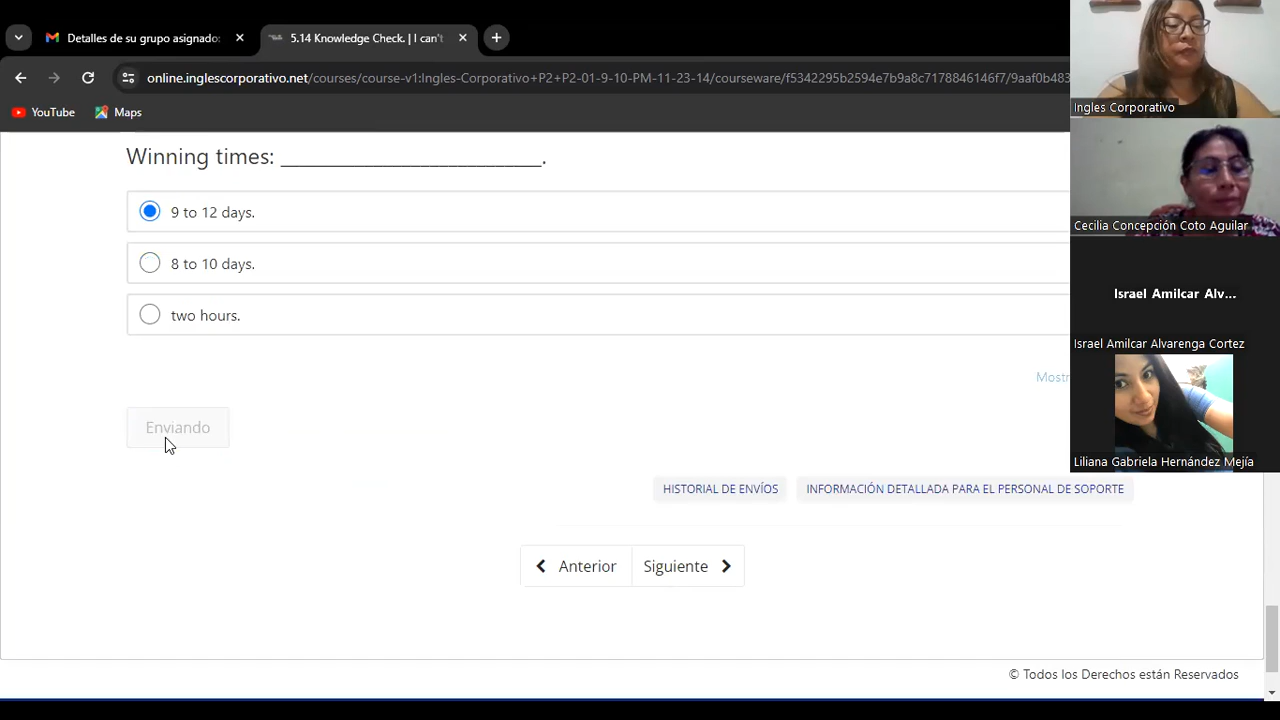 Detalles de su grupo asignado:
5.14 Knowledge Check. | I can't
online.inglescorporativo.net/courses/course-v1:Ingles-Corporativo+P2+P2-01-9-10-PM-11-23-14/courseware/f5342295b2594e7b9a8c7178846146f7/9aaf0b483
YouTube
Maps
Winning times: ________________________.
9 to 12 days.
8 to 10 days.
two hours.
Mostr
Enviando
HISTORIAL DE ENVÍOS
INFORMACIÓN DETALLADA PARA EL PERSONAL DE SOPORTE
Anterior
Siguiente
© Todos los Derechos están Reservados
Ingles Corporativo
Cecilia Concepción Coto Aguilar
Israel Amilcar Alv...
Israel Amilcar Alvarenga Cortez
Liliana Gabriela Hernández Mejía